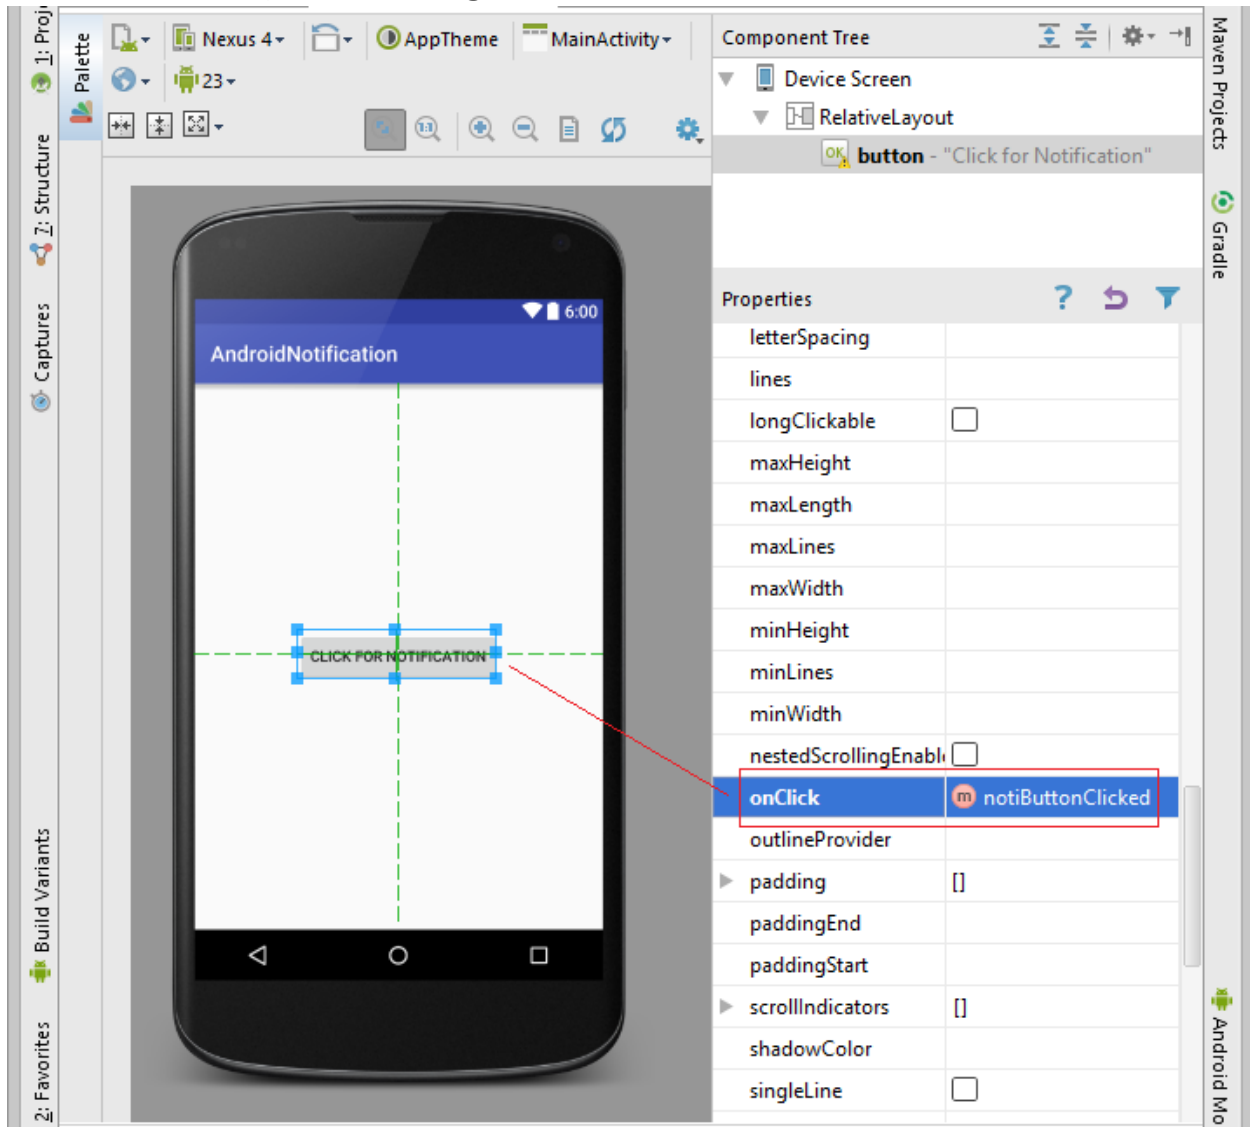 1: Proj
Palette
Nexus 4
AppTheme
MainActivity
23
7: Structure
Captures
Build Variants
2: Favorites
6:00
AndroidNotification
CLICK FOR NOTIFICATION
Component Tree
Device Screen
RelativeLayout
OK button - "Click for Notification"
Properties
?
letterSpacing
lines
longClickable
maxHeight
maxLength
maxLines
maxWidth
minHeight
minLines
minWidth
nestedScrollingEnabl
onClick m notiButtonClicked
outlineProvider
padding []
paddingEnd
paddingStart
scrollIndicators []
shadowColor
singleLine
Maven Projects
Gradle
Android Mo